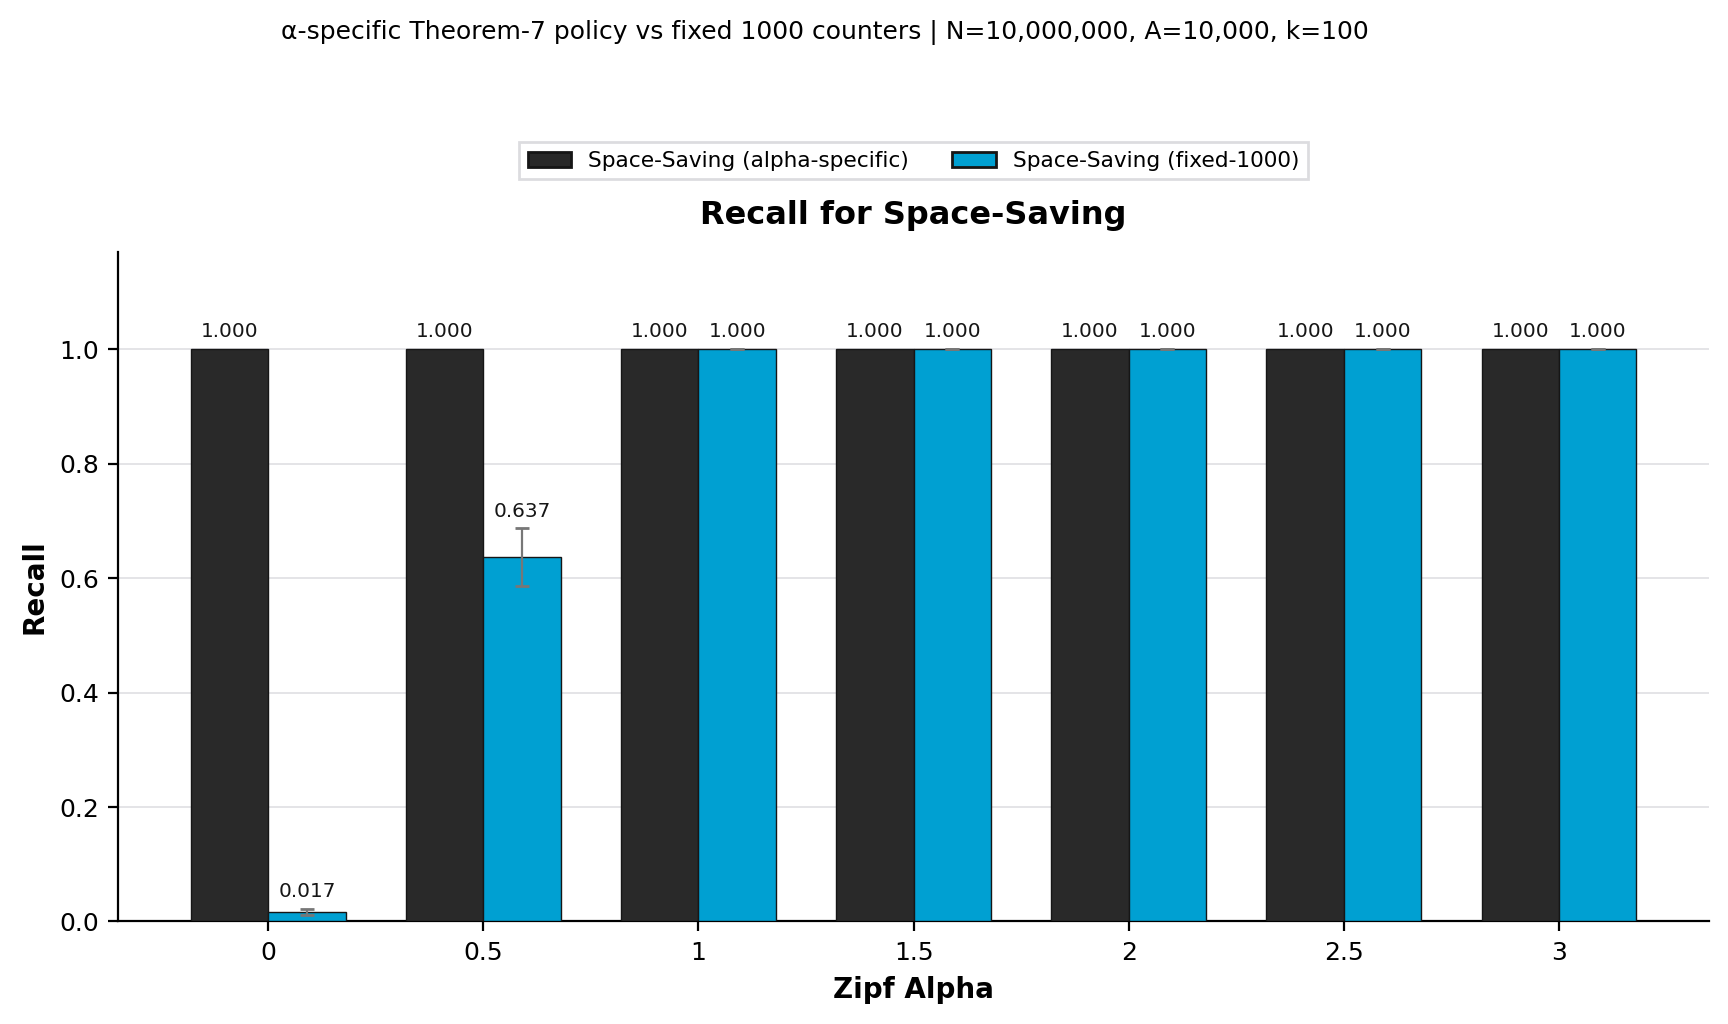 α-specific Theorem-7 policy vs fixed 1000 counters | N=10,000,000, A=10,000, k=100
Space-Saving (alpha-specific) Space-Saving (fixed-1000)
Recall for Space-Saving
1.000 1.000 1.000 1.000 1.000 1.000 1.000 1.000 1.000 1.000 1.000 1.000
0.637
0.017
1.0
0.8
0.6
0.4
0.2
0.0
Recall
0 0.5 1 1.5 2 2.5 3
Zipf Alpha